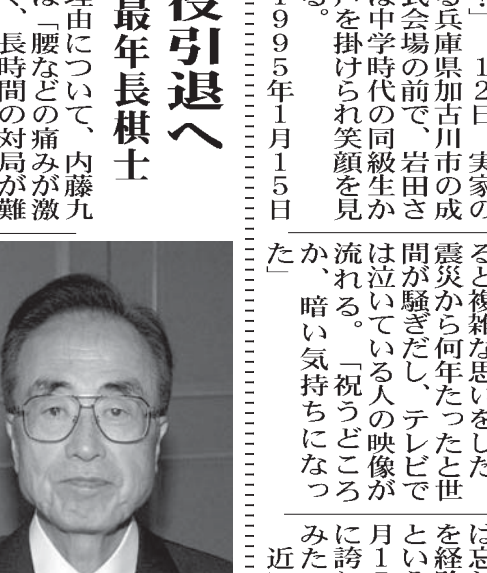 」　12日、実家の
る兵庫県加古川市の成
式会場の前で、岩田さ
は中学時代の同級生か
声を掛けられ笑顔を見
る。
1995年1月15日
ると複雑な思いをした
震災から何年たったと世
間が騒ぎだし、テレビで
は泣いている人の映像が
流れる。「祝うどころ
か、暗い気持ちになっ
た」
は忘
を経
という
月1
に誇
みた
近
役引退へ
最年長棋士
理由について、内藤九
は「腰などの痛みが激
く、長時間の対局が難